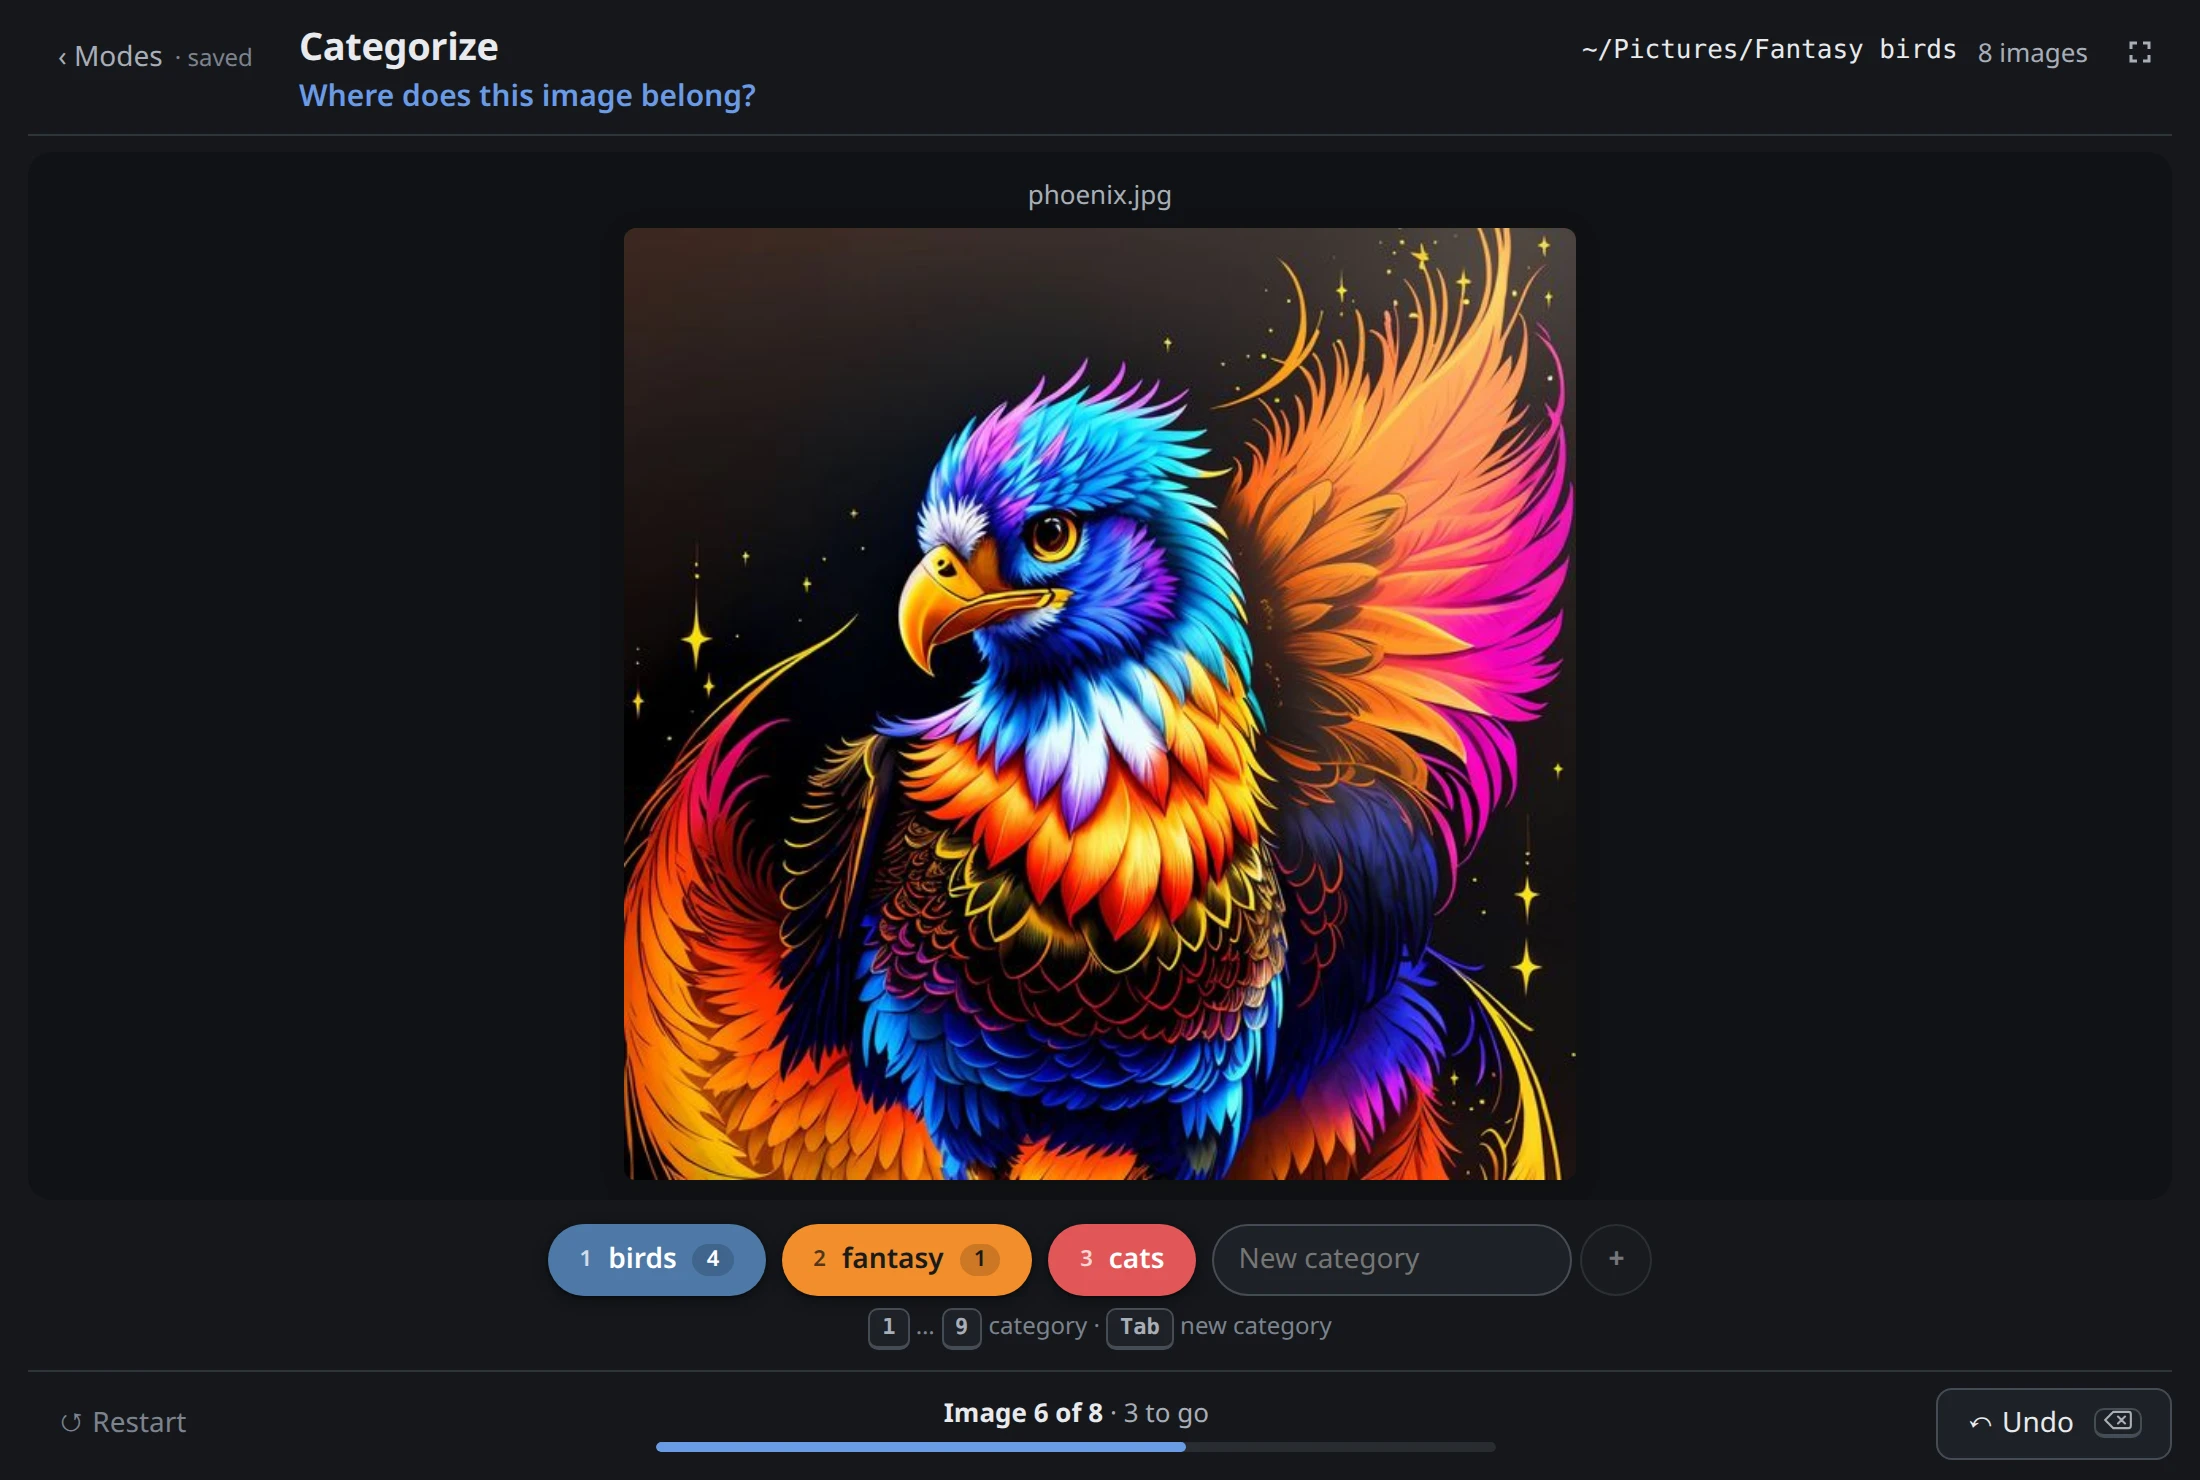 ‹ Modes · saved
Categorize
Where does this image belong?
~/Pictures/Fantasy birds 8 images
phoenix.jpg
1 birds 4
2 fantasy 1
3 cats
New category
+
1 ... 9 category · Tab new category
Restart
Image 6 of 8 · 3 to go
Undo